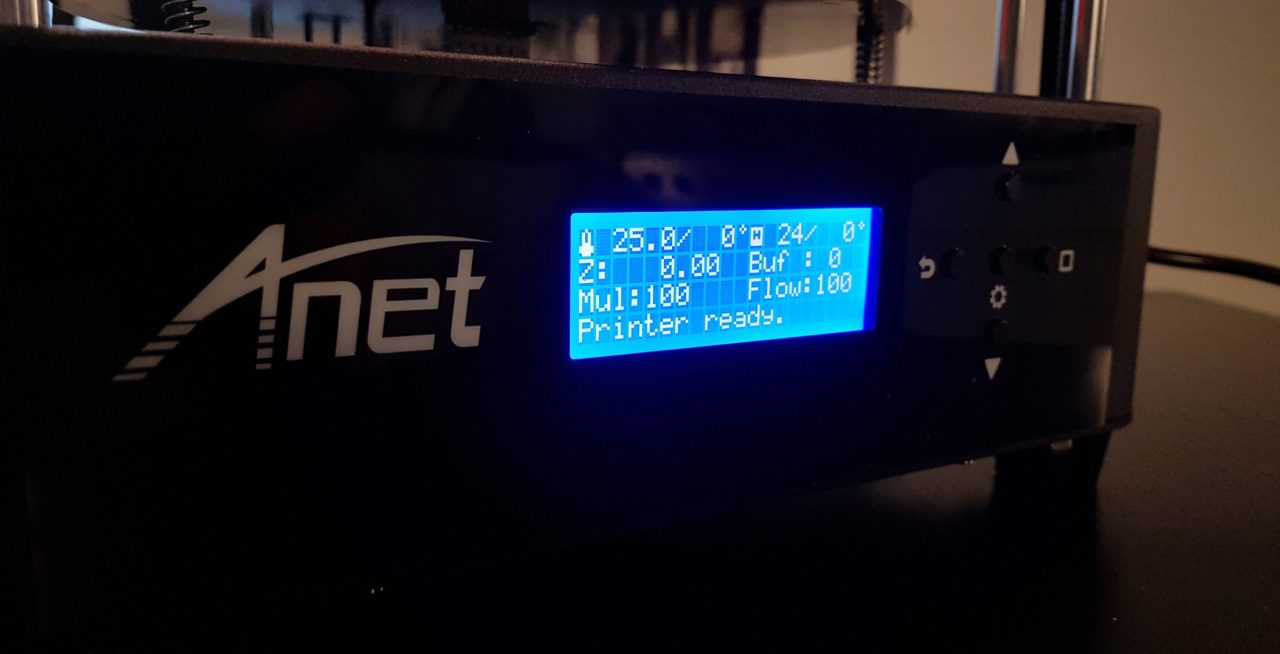 Anet
25.0/ 0° 24/ 0°
Z: 0.00 Buf : 0
Mul:100 Flow:100
Printer ready.